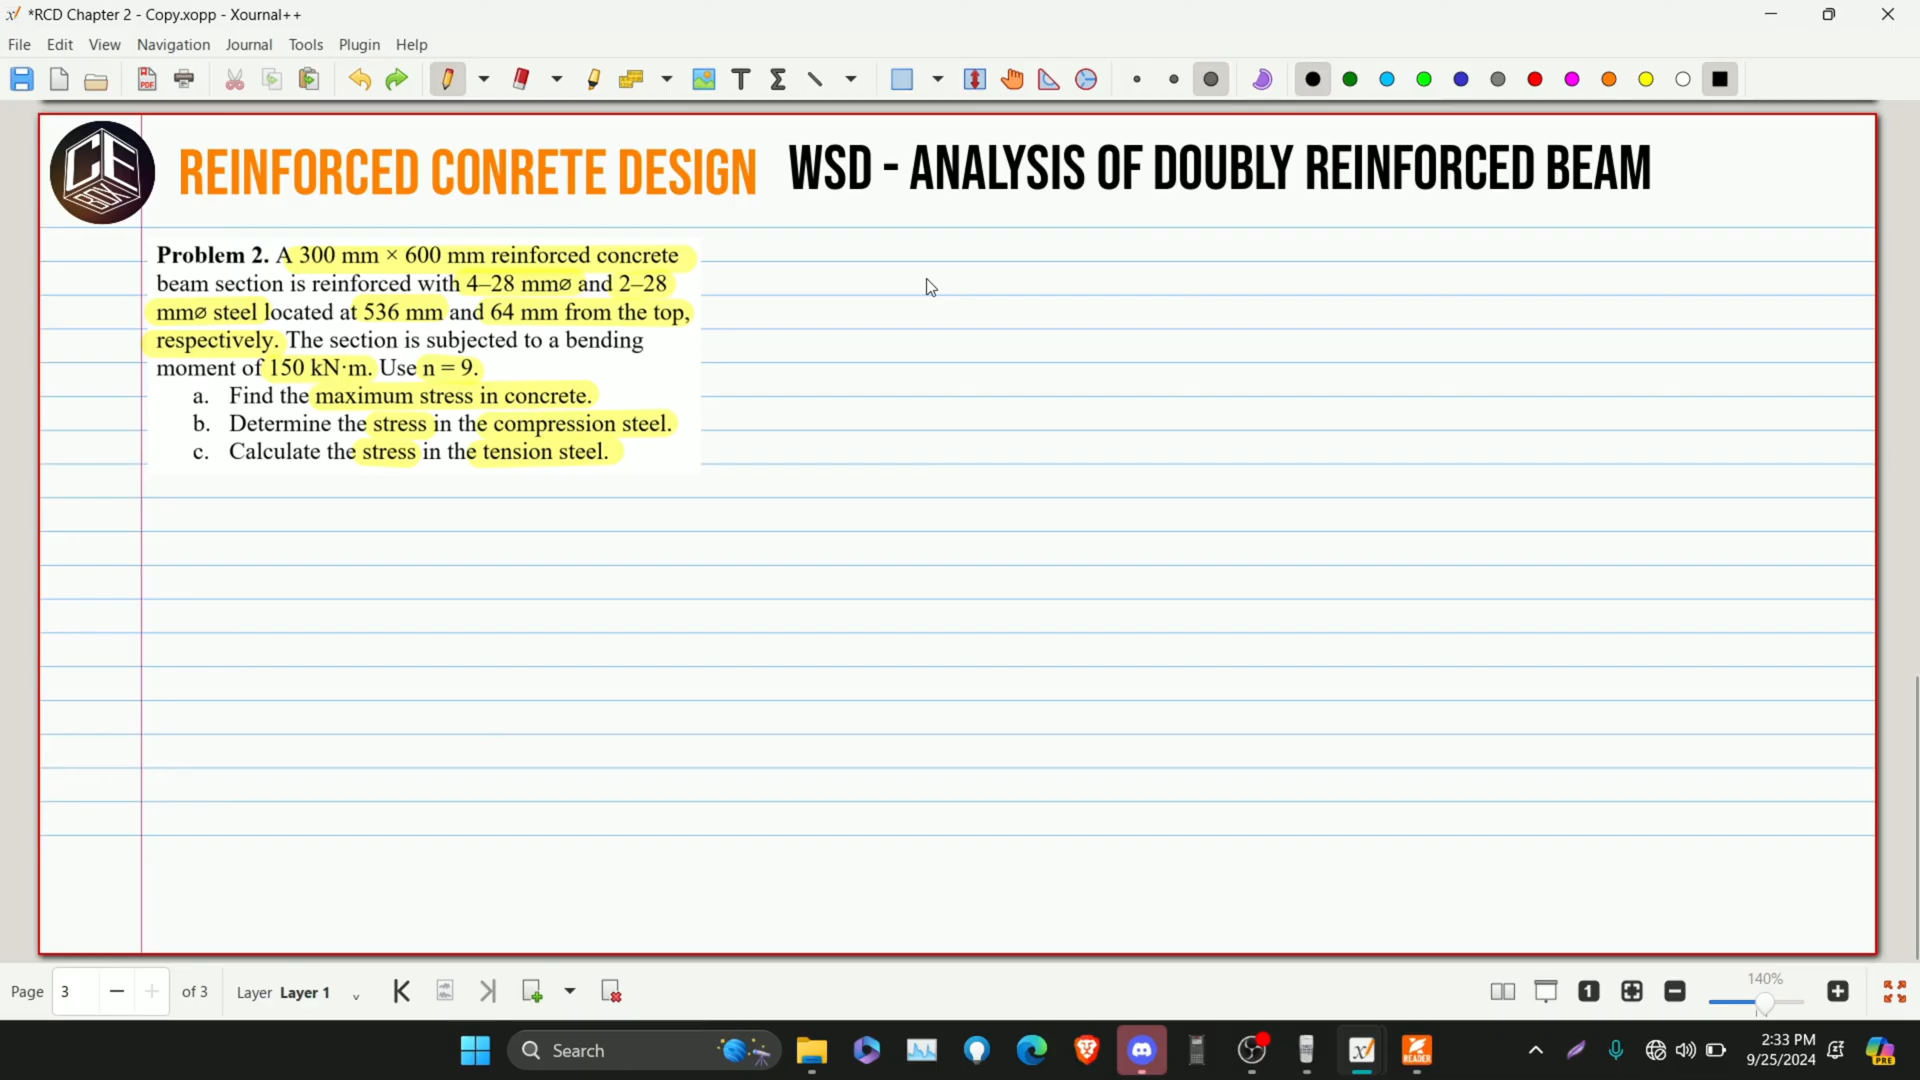 *RCD Chapter 2 - Copy.xopp - Xournal++
File Edit View Navigation Journal Tools Plugin Help
REINFORCED CONRETE DESIGN WSD - ANALYSIS OF DOUBLY REINFORCED BEAM
Problem 2. A 300 mm × 600 mm reinforced concrete
beam section is reinforced with 4–28 mm⌀ and 2–28
mm⌀ steel located at 536 mm and 64 mm from the top,
respectively. The section is subjected to a bending
moment of 150 kN·m. Use n = 9.
a. Find the maximum stress in concrete.
b. Determine the stress in the compression steel.
c. Calculate the stress in the tension steel.
Page 3 of 3 Layer Layer 1 1 140%
Search
READER
2:33 PM
9/25/2024
PRE